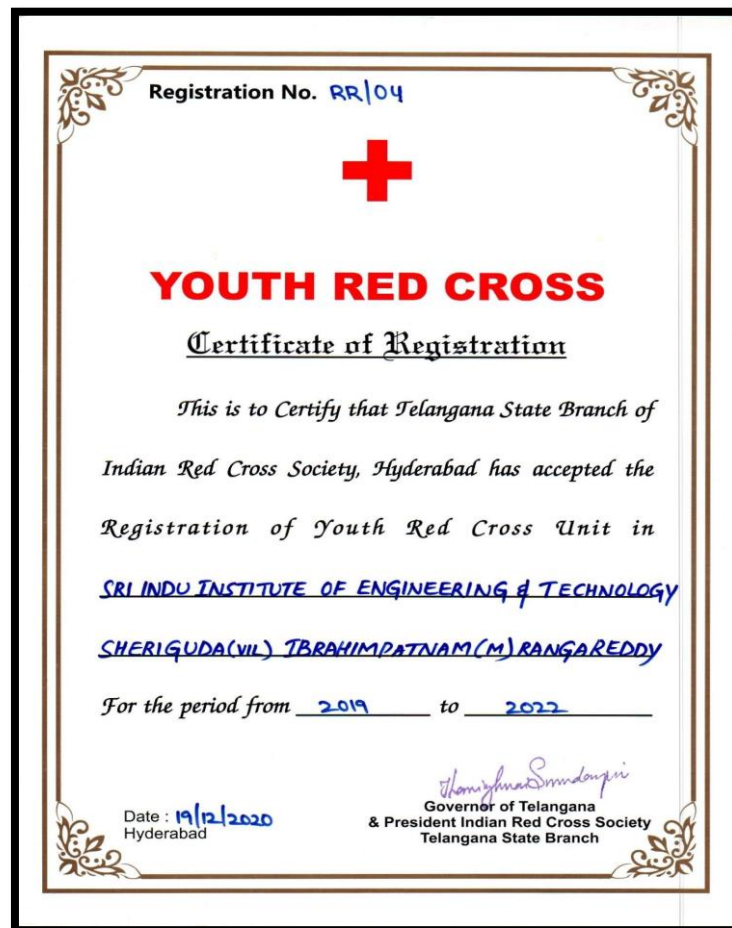 Registration No. RR/04
YOUTH RED CROSS
Certificate of Registration
This is to Certify that Telangana State Branch of
Indian Red Cross Society, Hyderabad has accepted the
Registration of Youth Red Cross Unit in
SRI INDU INSTITUTE OF ENGINEERING & TECHNOLOGY
SHERIGUDA(VIL) IBRAHIMPATNAM(M) RANGAREDDY
For the period from 2019 to 2022
Date : 19/12/2020
Hyderabad
Governor of Telangana
& President Indian Red Cross Society
Telangana State Branch